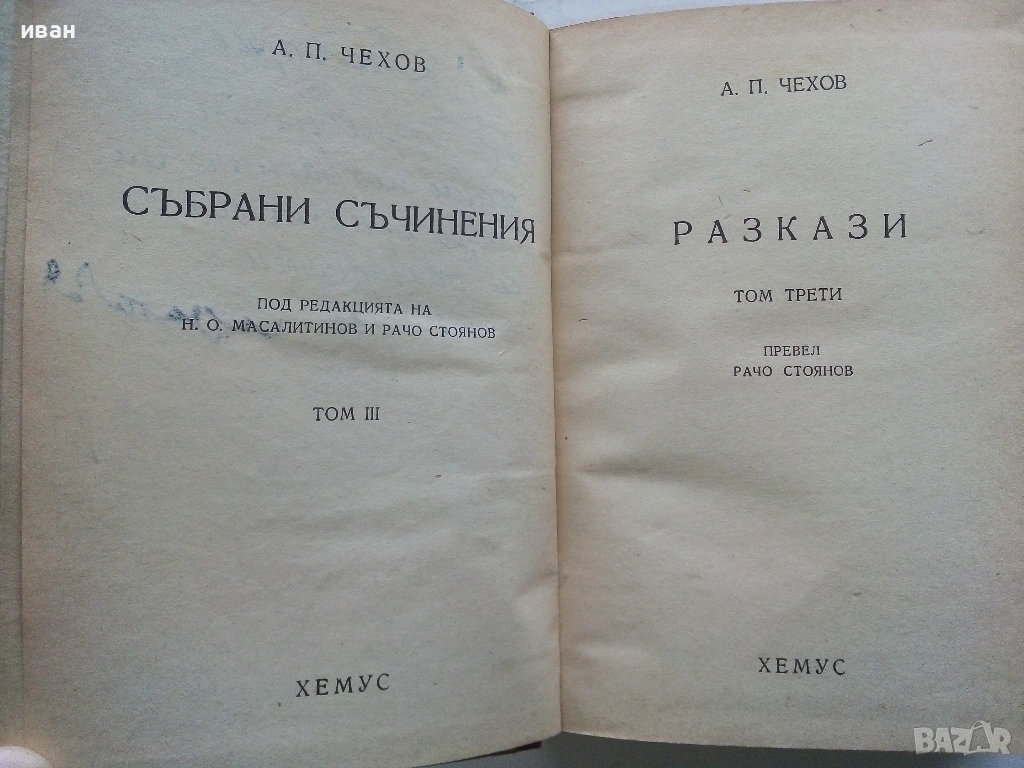 иван
А. П. ЧЕХОВ
СЪБРАНИ СЪЧИНЕНИЯ
ПОД РЕДАКЦИЯТА НА
Н. О. МАСАЛИТИНОВ И РАЧО СТОЯНОВ
ТОМ III
ХЕМУС
А. П. ЧЕХОВ
РАЗКАЗИ
ТОМ ТРЕТИ
ПРЕВЕЛ
РАЧО СТОЯНОВ
ХЕМУС
BAZAR